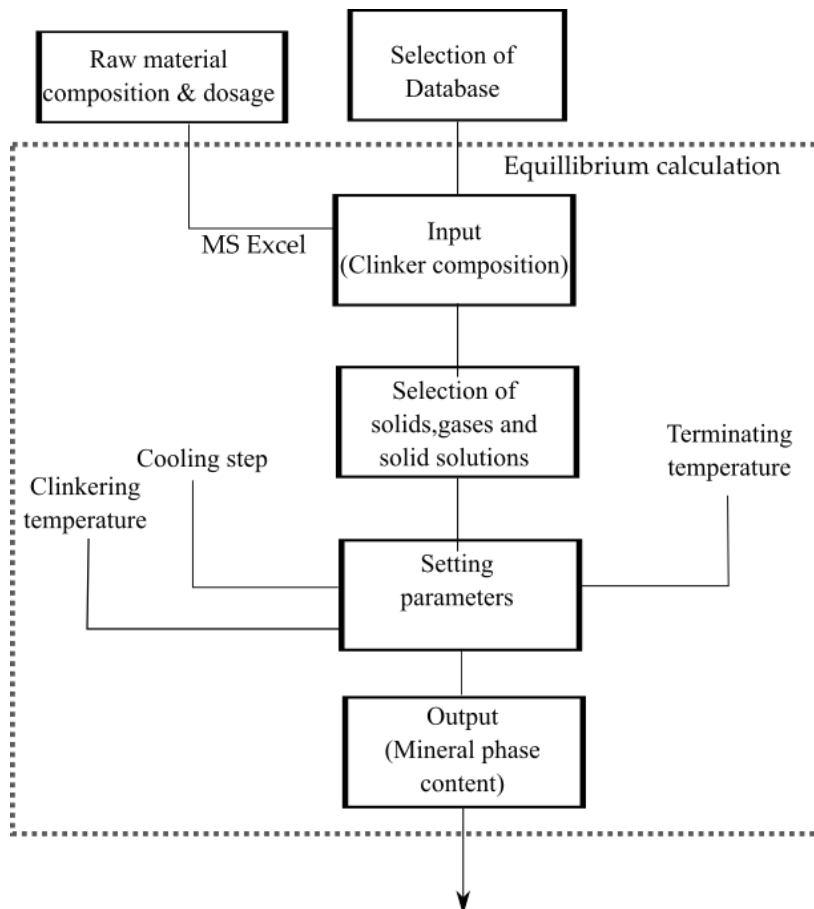 Raw material
composition & dosage
Selection of
Database
Equillibrium calculation
MS Excel
Input
(Clinker composition)
Selection of
solids,gases and
solid solutions
Cooling step
Clinkering
temperature
Terminating
temperature
Setting
parameters
Output
(Mineral phase
content)